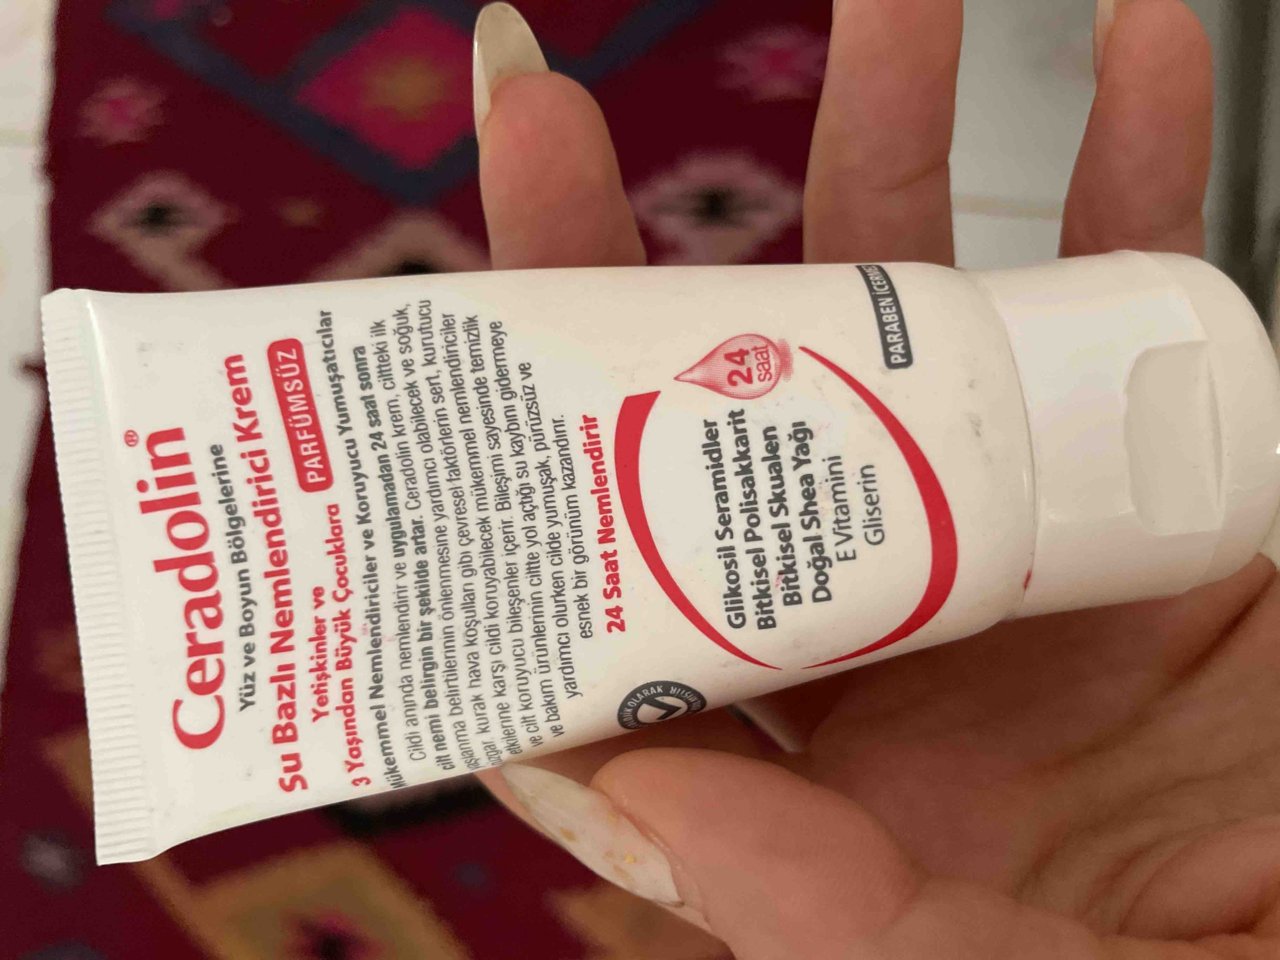 Ceradolin®
Yüz ve Boyun Bölgelerine
Su Bazlı Nemlendirici Krem
Yetişkinler ve
PARFÜMSÜZ
3 Yaşından Büyük Çocuklara
Mükemmel Nemlendiriciler ve Koruyucu Yumuşatıcılar
Cildi anında nemlendirir ve uygulamadan 24 saat sonra
cilt nemi belirgin bir şekilde artar. Ceradolin krem, ciltteki ilk
yaşlanma belirtilerinin önlenmesine yardımcı olabilecek ve soğuk,
rüzgar, kurak hava koşulları gibi çevresel faktörlerin sert, kurutucu
etkilerine karşı cildi koruyabilecek mükemmel nemlendiriciler
ve cilt koruyucu bileşenler içerir. Bileşimi sayesinde temizlik
ve bakım ürünlerinin ciltte yol açtığı su kaybını gidermeye
yardımcı olurken cilde yumuşak, pürüzsüz ve
esnek bir görünüm kazandırır.
24 Saat Nemlendirir
24
saat
Glikosil Seramidler
Bitkisel Polisakkarit
Bitkisel Skualen
Doğal Shea Yağı
E Vitamini
Gliserin
PARABEN İÇERMEZ
OLARAK